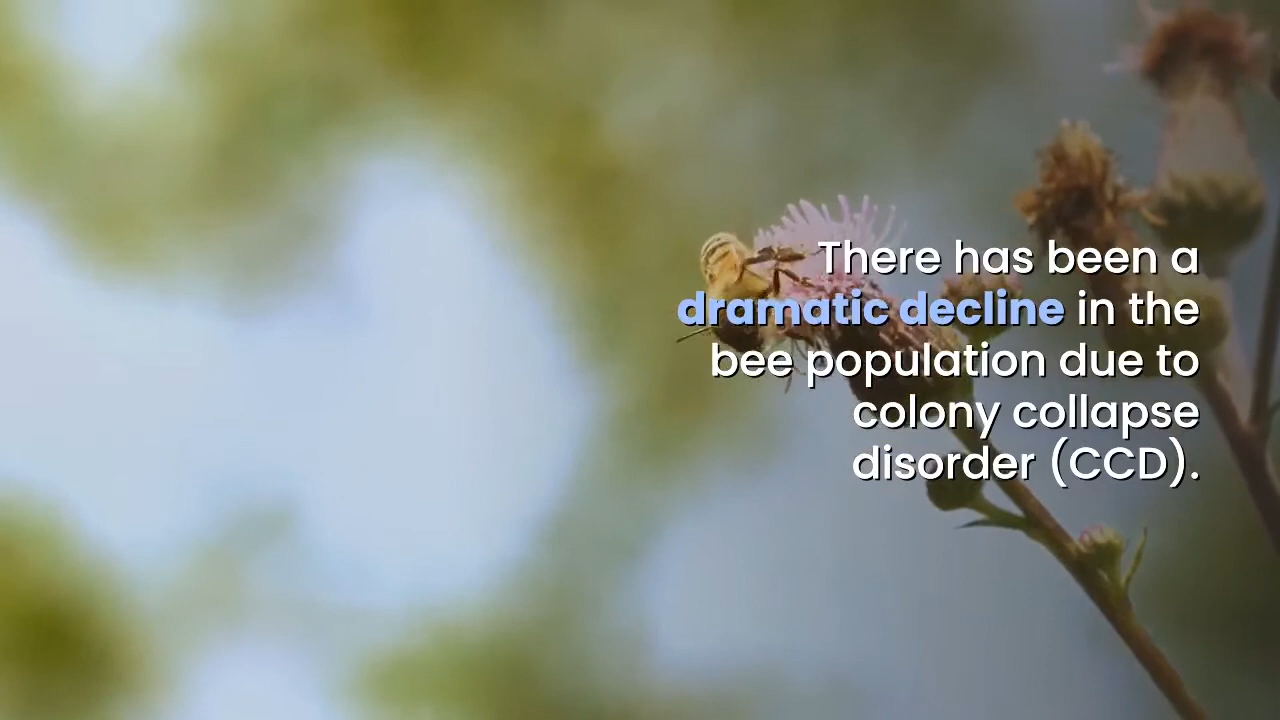 There has been a
dramatic decline in the
bee population due to
colony collapse
disorder (CCD).